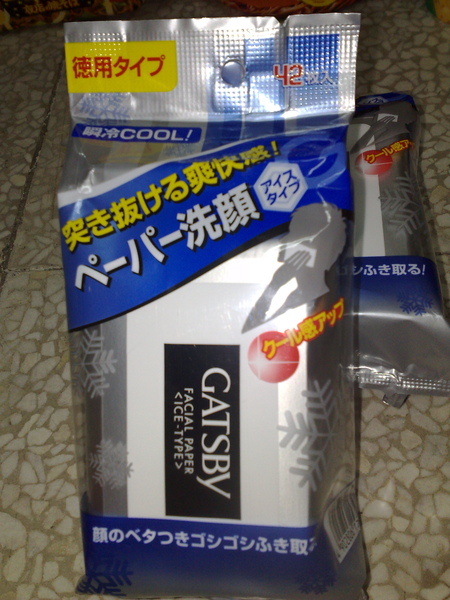 徳用タイプ
42枚入
瞬冷COOL!
突き抜ける爽快感!
ペーパー洗顔
アイス
タイプ
クール感アップ
GATSBY
FACIAL PAPER
<ICE-TYPE>
顔のベタつきゴシゴシふき取
クール感ア
ゴシふき取る!